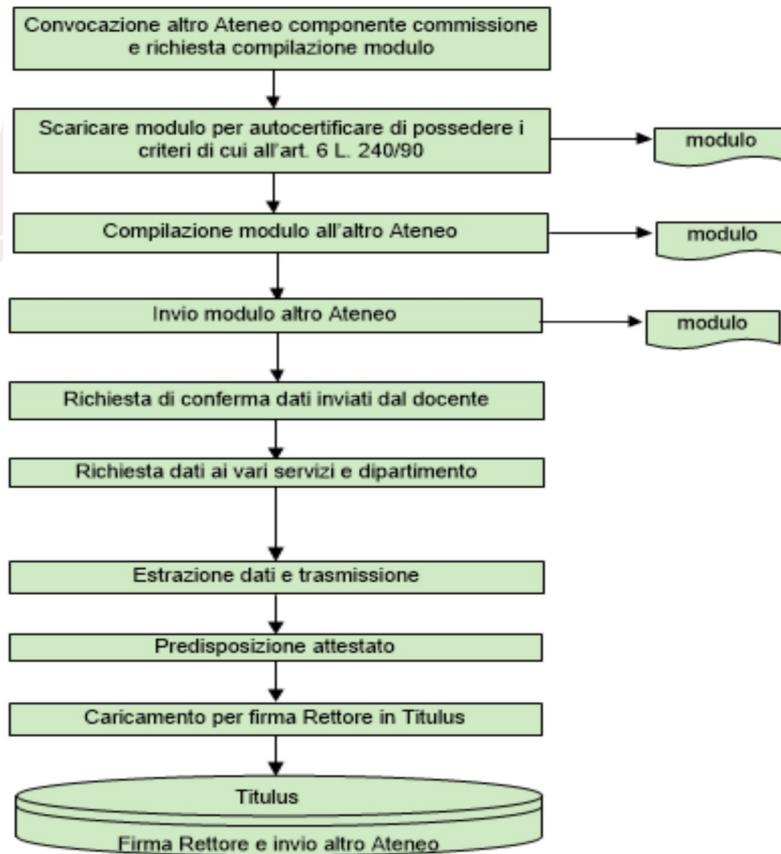 Convocazione altro Ateneo componente commissione
e richiesta compilazione modulo
Scaricare modulo per autocertificare di possedere i
criteri di cui all'art. 6 L. 240/90
modulo
Compilazione modulo all'altro Ateneo
modulo
Invio modulo altro Ateneo
modulo
Richiesta di conferma dati inviati dal docente
Richiesta dati ai vari servizi e dipartimento
Estrazione dati e trasmissione
Predisposizione attestato
Caricamento per firma Rettore in Titulus
Titulus
Firma Rettore e invio altro Ateneo